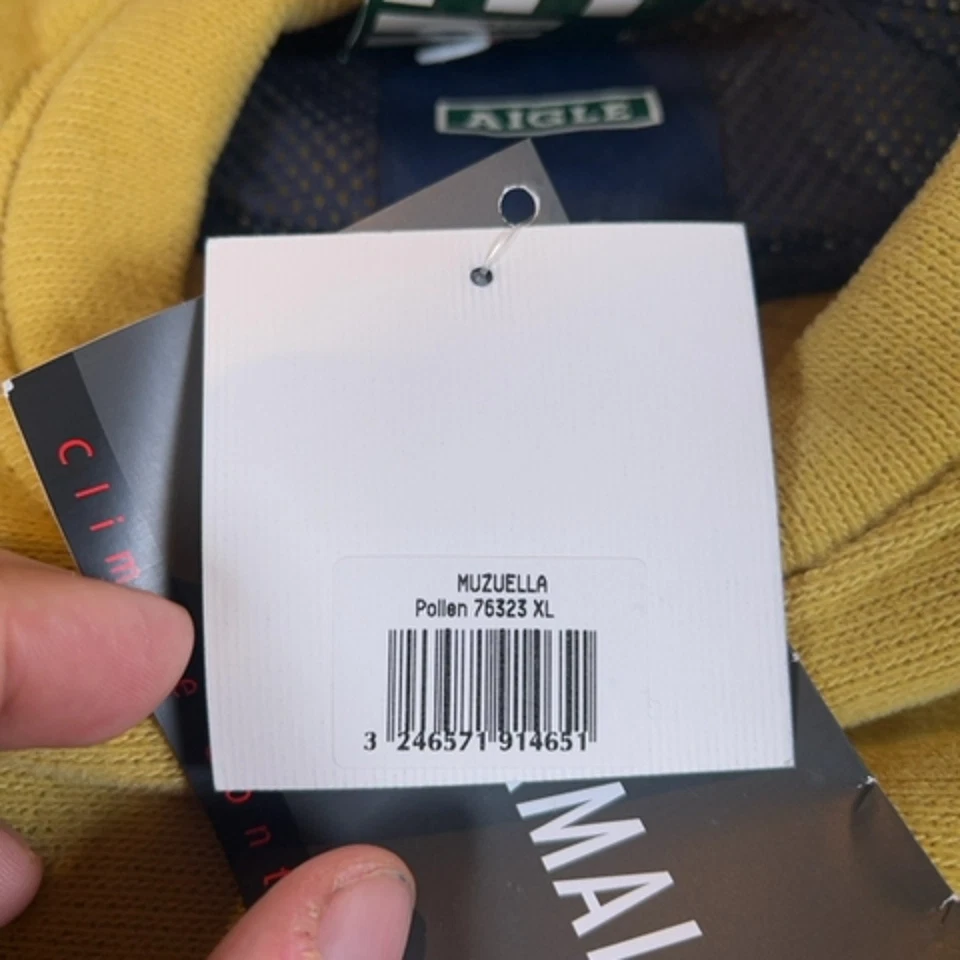 AIGLE
MUZUELLA
Pollen 76323 XL
3 246571 914651